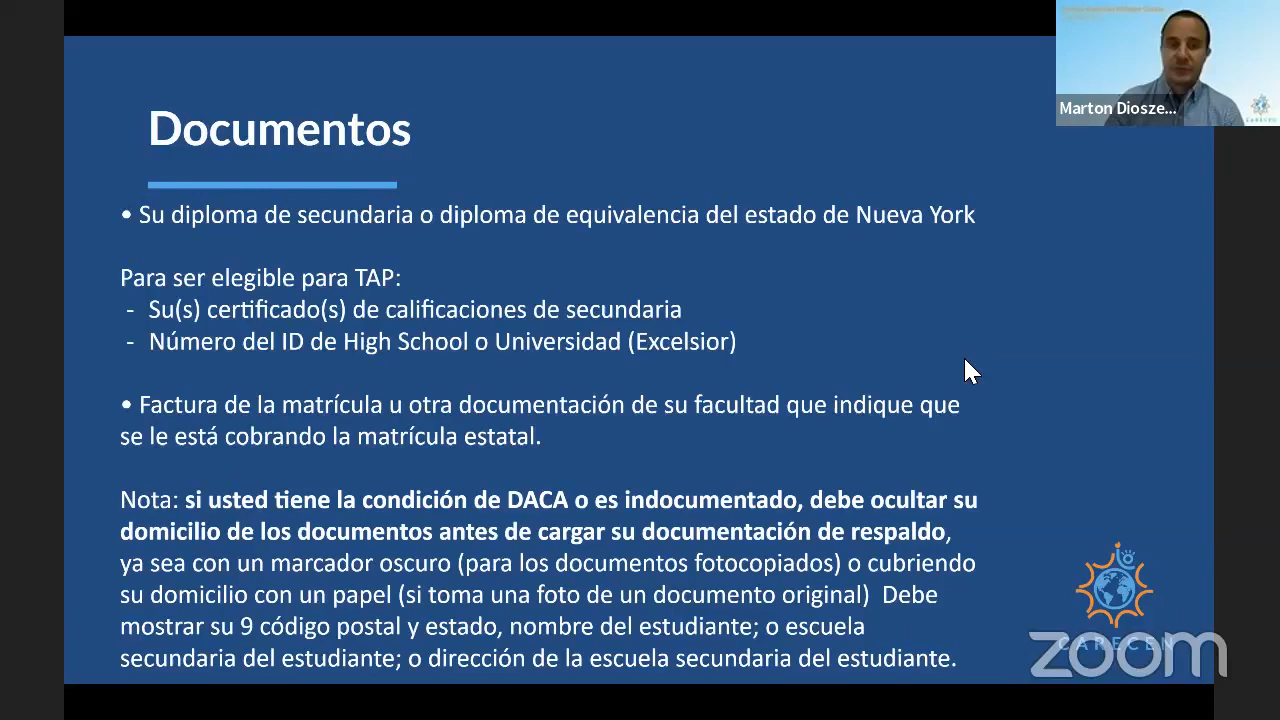 Documentos
• Su diploma de secundaria o diploma de equivalencia del estado de Nueva York
Para ser elegible para TAP:
- Su(s) certificado(s) de calificaciones de secundaria
- Número del ID de High School o Universidad (Excelsior)
• Factura de la matrícula u otra documentación de su facultad que indique que
se le está cobrando la matrícula estatal.
Nota: si usted tiene la condición de DACA o es indocumentado, debe ocultar su
domicilio de los documentos antes de cargar su documentación de respaldo,
ya sea con un marcador oscuro (para los documentos fotocopiados) o cubriendo
su domicilio con un papel (si toma una foto de un documento original) Debe
mostrar su 9 código postal y estado, nombre del estudiante; o escuela
secundaria del estudiante; o dirección de la escuela secundaria del estudiante.
Marton Diosze...
CARECEN
zoom